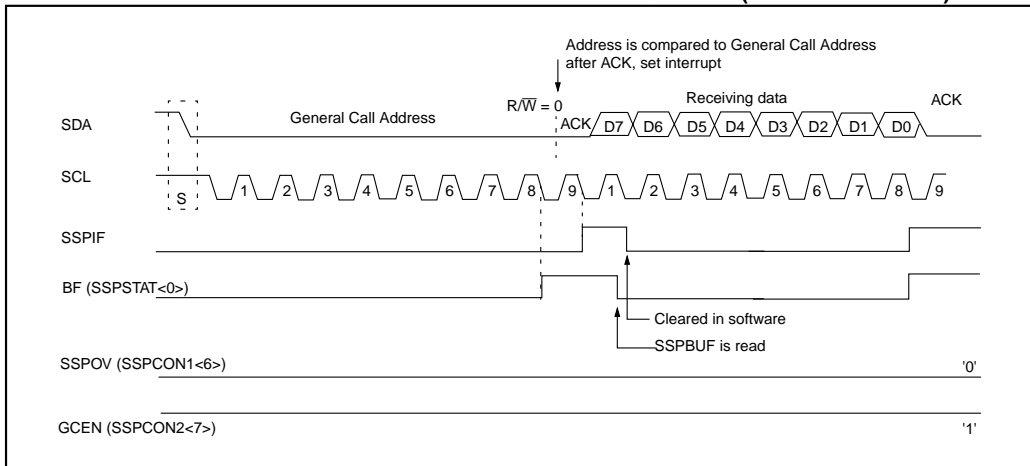 Address is compared to General Call Address
after ACK, set interrupt
R/W = 0
Receiving data
ACK
SDA
General Call Address
ACK
D7 D6 D5 D4 D3 D2 D1 D0
SCL
S
1 2 3 4 5 6 7 8 9 1 2 3 4 5 6 7 8 9
SSPIF
BF (SSPSTAT<0>)
Cleared in software
SSPBUF is read
SSPOV (SSPCON1<6>)
'0'
GCEN (SSPCON2<7>)
'1'